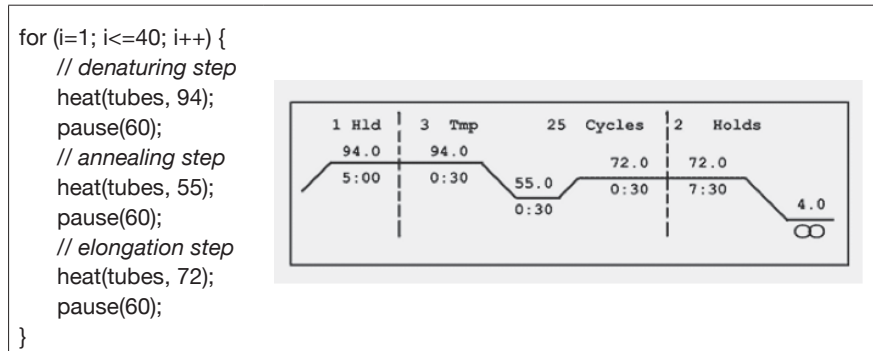 for (i=1; i<=40; i++) {
// denaturing step
heat(tubes, 94);
pause(60);
// annealing step
heat(tubes, 55);
pause(60);
// elongation step
heat(tubes, 72);
pause(60);
}
1 Hld 3 Tmp 25 Cycles 2 Holds
94.0 94.0 72.0 72.0
5:00 0:30 55.0 0:30 7:30
0:30 4.0
∞